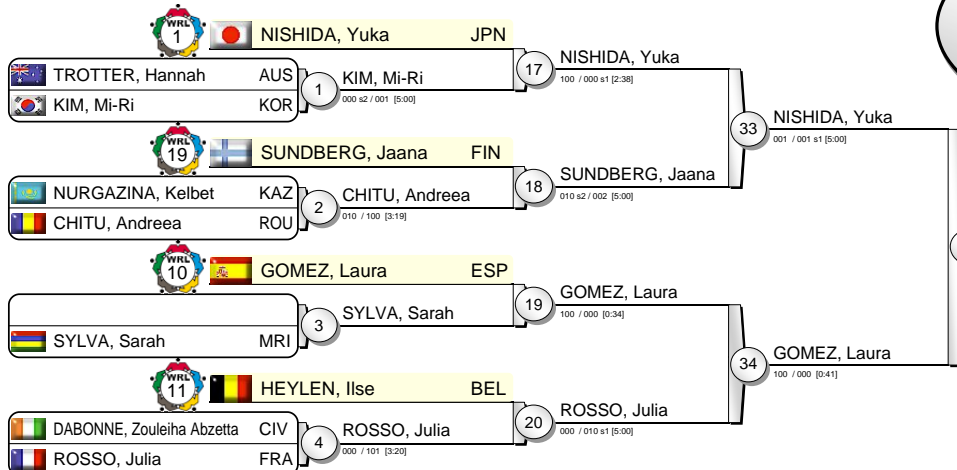 WRL 1 NISHIDA, Yuka JPN
TROTTER, Hannah AUS
KIM, Mi-Ri KOR
1 KIM, Mi-Ri
000 s2 / 001 [5:00]
17 NISHIDA, Yuka
100 / 000 s1 [2:38]
WRL 19 SUNDBERG, Jaana FIN
NURGAZINA, Kelbet KAZ
CHITU, Andreea ROU
2 CHITU, Andreea
010 / 100 [3:19]
18 SUNDBERG, Jaana
010 s2 / 002 [5:00]
33 NISHIDA, Yuka
001 / 001 s1 [5:00]
WRL 10 GOMEZ, Laura ESP
SYLVA, Sarah MRI
3 SYLVA, Sarah
19 GOMEZ, Laura
100 / 000 [0:34]
WRL 11 HEYLEN, Ilse BEL
DABONNE, Zouleiha Abzetta CIV
ROSSO, Julia FRA
4 ROSSO, Julia
000 / 101 [3:20]
20 ROSSO, Julia
000 / 010 s1 [5:00]
34 GOMEZ, Laura
100 / 000 [0:41]